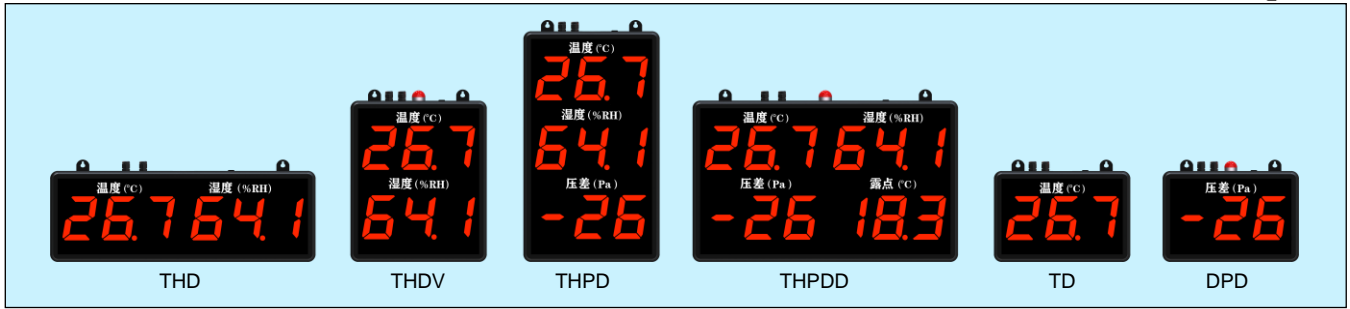 温度(℃) 湿度(%RH)
26.7 64.1
THD
温度(℃)
26.7
湿度(%RH)
64.1
THDV
温度(℃)
26.7
湿度(%RH)
64.1
压差(Pa)
-26
THPD
温度(℃) 湿度(%RH)
26.7 64.1
压差(Pa) 露点(℃)
-26 18.3
THPDD
温度(℃)
26.7
TD
压差(Pa)
-26
DPD